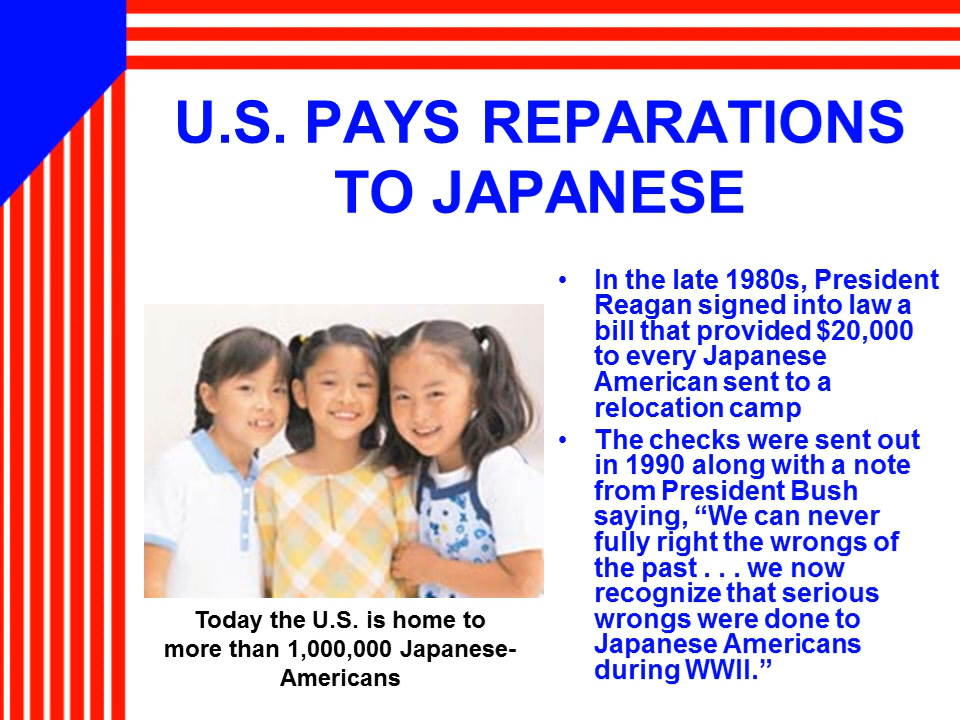 U.S. PAYS REPARATIONS
TO JAPANESE
• In the late 1980s, President
Reagan signed into law a
bill that provided $20,000
to every Japanese
American sent to a
relocation camp
• The checks were sent out
in 1990 along with a note
from President Bush
saying, “We can never
fully right the wrongs of
the past . . . we now
recognize that serious
wrongs were done to
Japanese Americans
during WWII.”
Today the U.S. is home to
more than 1,000,000 Japanese-
Americans